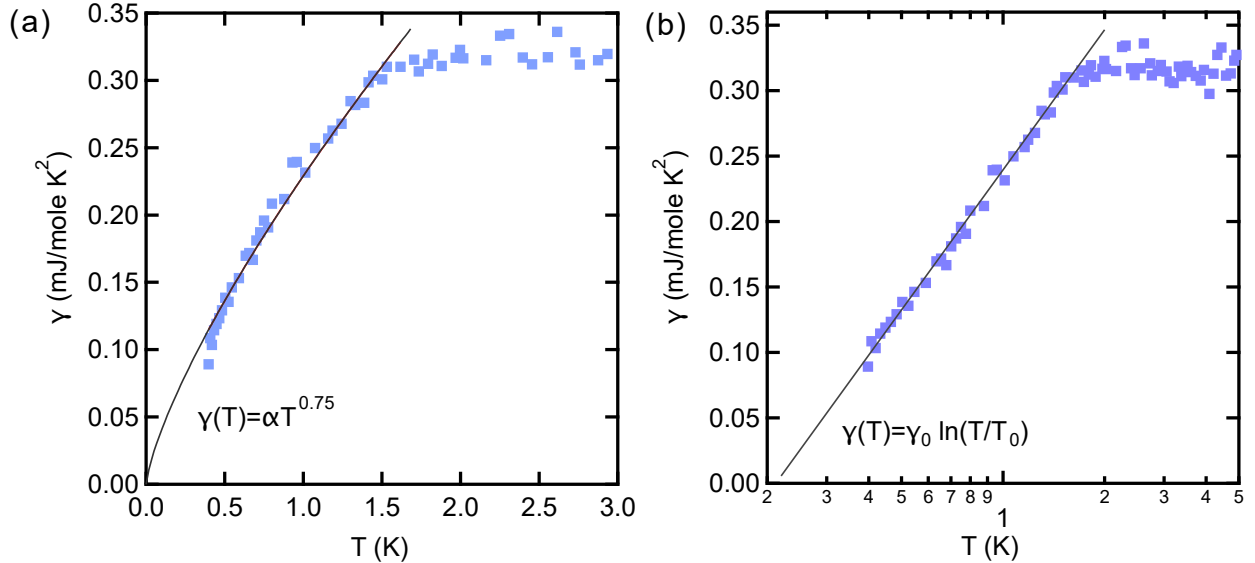 (a)
0.35
0.30
0.25
0.20
0.15
0.10
0.05
0.00
γ (mJ/mole K²)
γ(T)=αT^0.75
0.0 0.5 1.0 1.5 2.0 2.5 3.0
T (K)
(b)
0.35
0.30
0.25
0.20
0.15
0.10
0.05
0.00
γ (mJ/mole K²)
γ(T)=γ₀ ln(T/T₀)
2 3 4 5 6 7 8 9 1 2 3 4 5
T (K)